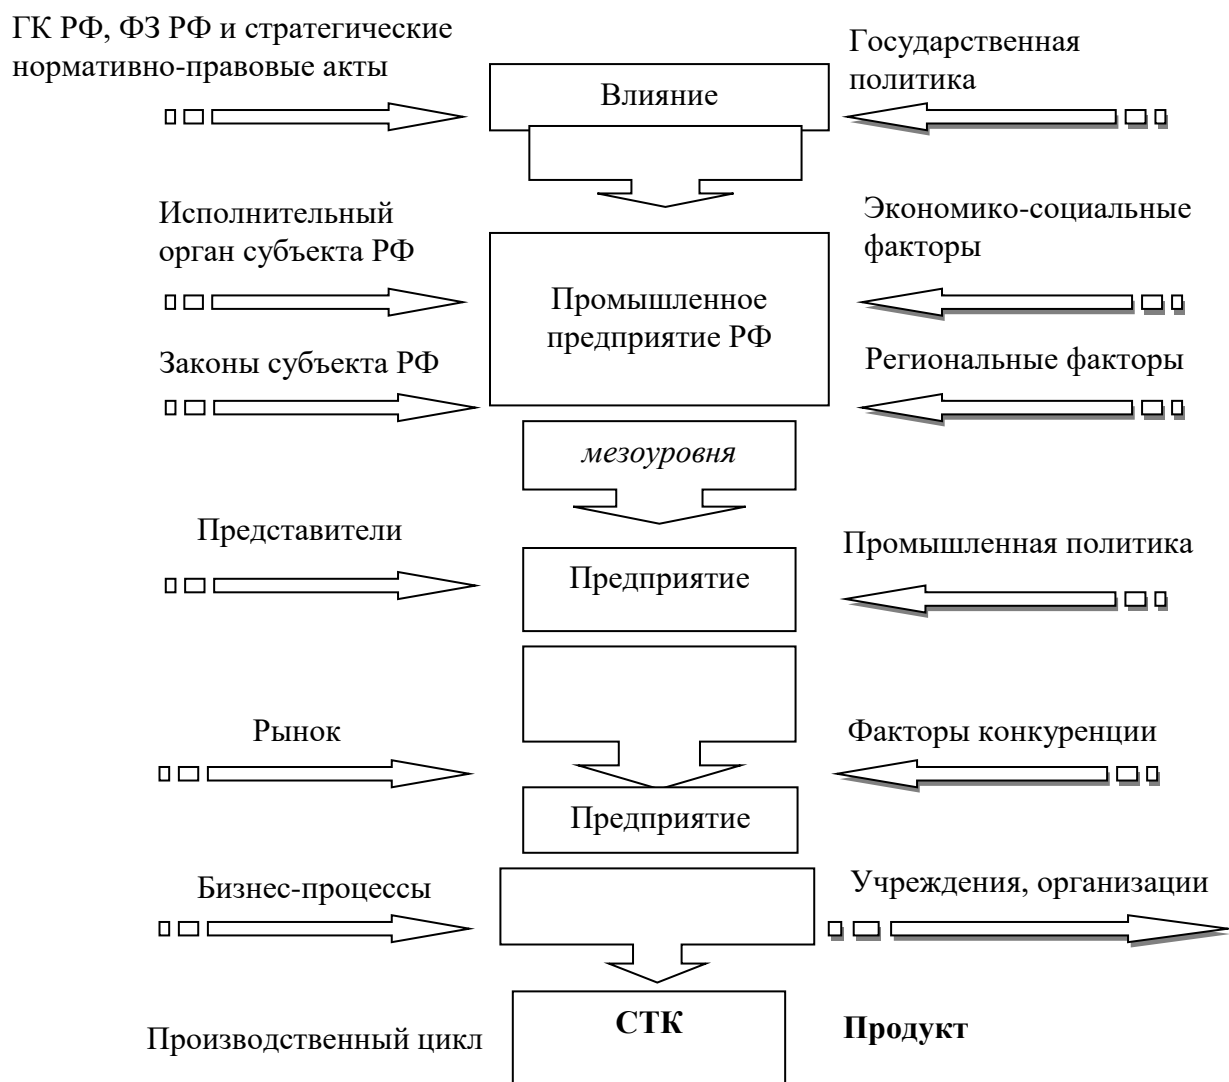 ГК РФ, ФЗ РФ и стратегические
нормативно-правовые акты
Государственная
политика
Влияние
Исполнительный
орган субъекта РФ
Экономико-социальные
факторы
Промышленное
предприятие РФ
Законы субъекта РФ
Региональные факторы
мезоуровня
Представители
Промышленная политика
Предприятие
Рынок
Факторы конкуренции
Предприятие
Бизнес-процессы
Учреждения, организации
СТК
Производственный цикл
Продукт